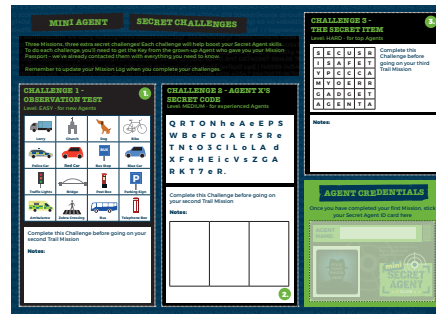 MINI AGENT SECRET CHALLENGES
Three Missions, three extra secret challenges! Each challenge will help boost your Secret Agent skills.
To do each challenge, you'll need to get the Key from the grown-up Agent who gave you your Mission
Passport - we've already contacted them with everything you need to know.
Remember to update your Mission Log when you complete your challenges.
CHALLENGE 1 -
OBSERVATION TEST
Level: EASY - for new Agents
1.
Lorry Church Dog Bike
Police Car Red Car Bus Stop Blue Car
BUS
Traffic Lights Bridge Post Box Parking Sign
P
Ambulance Zebra Crossing Bus Telephone Box
Complete this Challenge before going on your
second Trail Mission
Notes:
CHALLENGE 2 - AGENT X'S
SECRET CODE
Level: MEDIUM - for experienced Agents
Q R T O N h e A e E P S
W B e F D c A E r S R e
T N t O 3 C I L o L A d
X F e H E i c V s Z G A
R K T 7 e R .
Complete this Challenge before going on
your second Trail Mission
Notes:
2.
CHALLENGE 3 -
THE SECRET ITEM
Level: HARD - for top Agents
3.
S E C U S R
I S A F E T
Y P C C C A
M Y O E R R
G A D G E T
A G E N T A
Complete this
Challenge before
going on your third
Trail Mission
Notes:
AGENT CREDENTIALS
Once you have completed your first Mission, stick
your Secret Agent ID card here
AGENT
NAME
mini
SECRET
AGENT